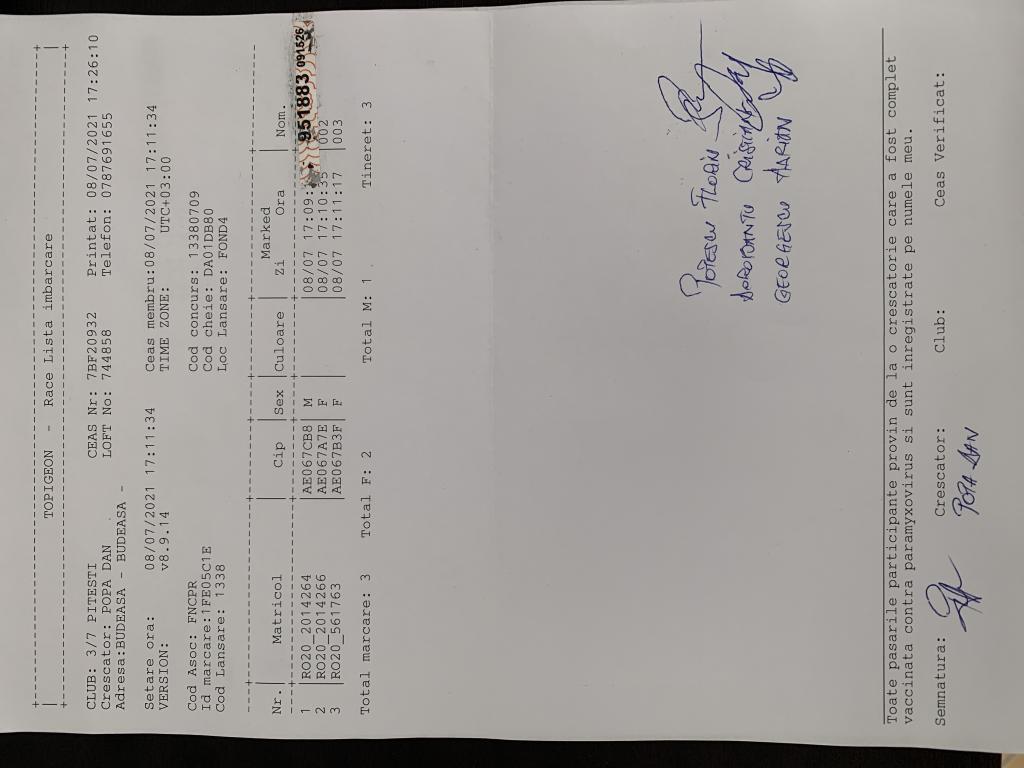 TOPIGEON - Race Lista imbarcare
CLUB: 3/7 PITESTI CEAS Nr: 7BF20932 Printat: 08/07/2021 17:26:10
Crescator: POPA DAN LOFT No: 744858 Telefon: 0787691655
Adresa:BUDEASA - BUDEASA -
Setare ora: 08/07/2021 17:11:34 Ceas membru:08/07/2021 17:11:34
VERSION: v8.9.14 TIME ZONE: UTC+03:00
Cod Asoc: FNCPR Cod concurs: 13380709
Id marcare:1FE05C1E Cod cheie: DA01DB80
Cod Lansare: 1338 Loc Lansare: FOND4
Marked
Nr.| Matricol | Cip |Sex |Culoare | Zi Ora | Nom.
1 |RO20_2014264 |AE067CB8| M | |08/07 17:09: 951883 091526
2 |RO20_2014266 |AE067A7E| F | |08/07 17:10:35 |002
3 |RO20_561763 |AE067B3F| F | |08/07 17:11:17 |003
Total marcare: 3 Total F: 2 Total M: 1 Tineret: 3
POPESCU FLORIN
GEORGESCU MARIAN
Toate pasarile participante provin de la o crescatorie care a fost complet
vaccinata contra paramyxovirus si sunt inregistrate pe numele meu.
Semnatura: Crescator: Club: Ceas Verificat:
POPA DAN